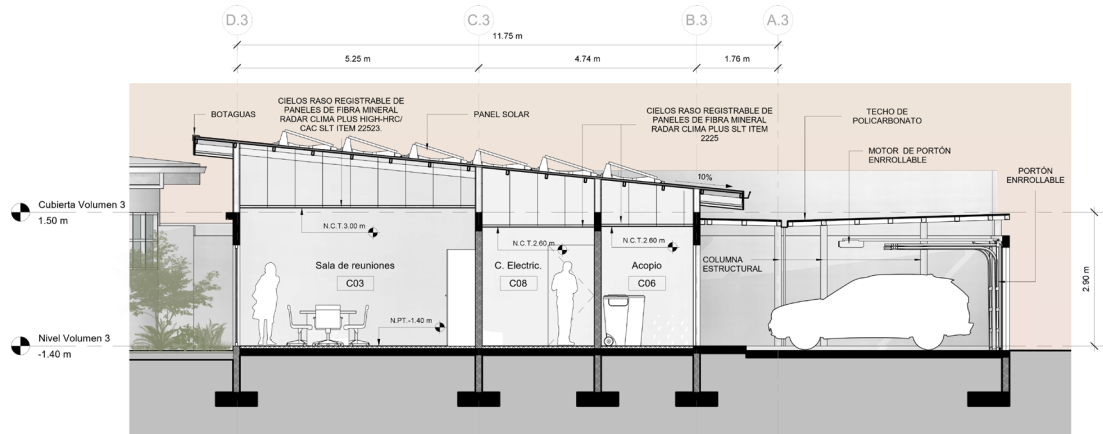 D.3
C.3
B.3
A.3
11.75 m
5.25 m
4.74 m
1.76 m
BOTAGUAS
CIELOS RASO REGISTRABLE DE
PANELES DE FIBRA MINERAL
RADAR CLIMA PLUS HIGH-HRC/
CAC SLT ITEM 22523.
PANEL SOLAR
CIELOS RASO REGISTRABLE DE
PANELES DE FIBRA MINERAL
RADAR CLIMA PLUS SLT ITEM
2225
TECHO DE
POLICARBONATO
MOTOR DE PORTÓN
ENRROLLABLE
PORTÓN
ENRROLLABLE
10%
Cubierta Volumen 3
1.50 m
N.C.T.3.00 m
N.C.T.2.60 m
N.C.T.2.60 m
Sala de reuniones
C03
C. Electric.
C08
Acopio
C06
COLUMNA
ESTRUCTURAL
2.90 m
N.PT.-1.40 m
Nivel Volumen 3
-1.40 m